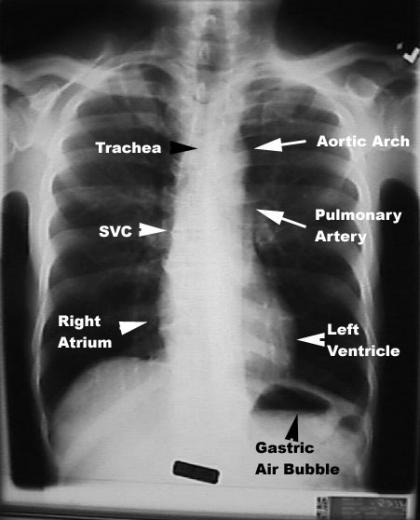 Trachea
Aortic Arch
Pulmonary
Artery
SVC
Right
Atrium
Left
Ventricle
Gastric
Air Bubble